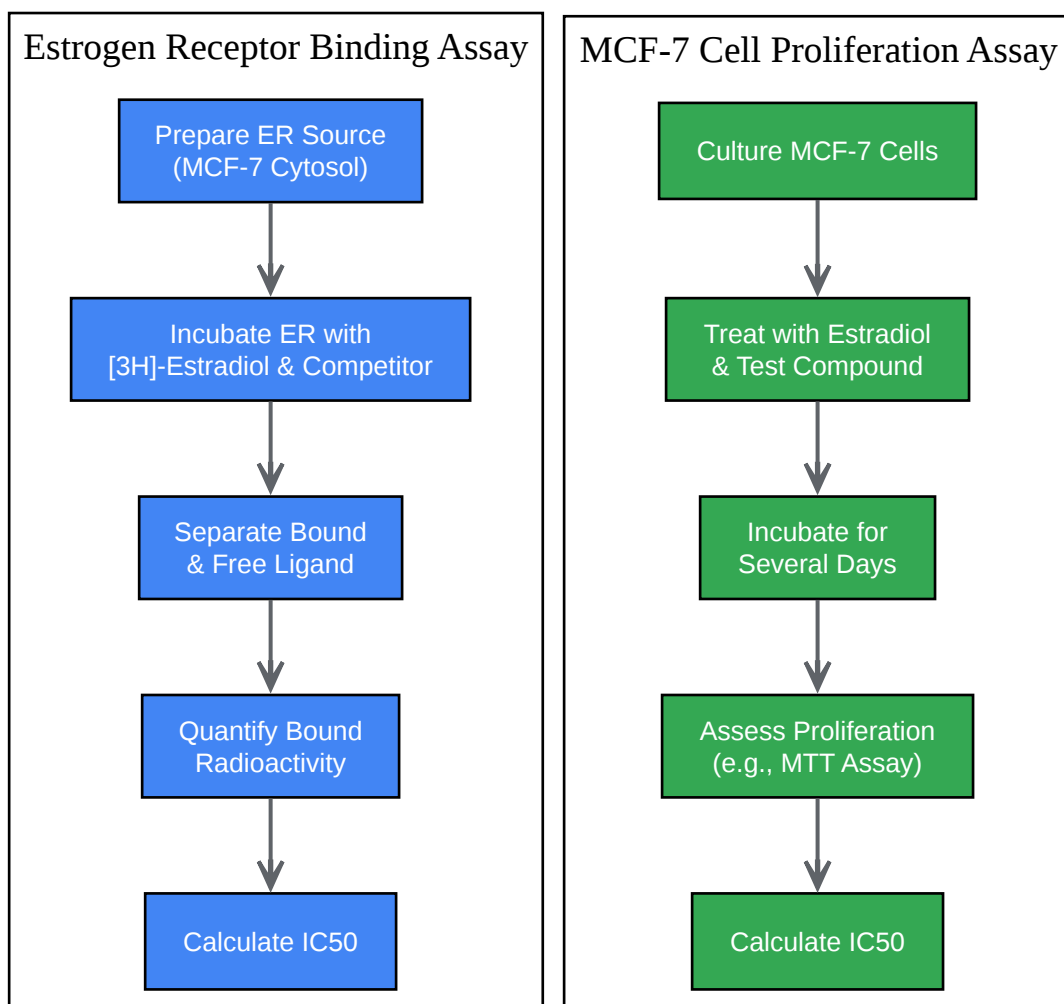 Estrogen Receptor Binding Assay
Prepare ER Source
(MCF-7 Cytosol)
Incubate ER with
[3H]-Estradiol & Competitor
Separate Bound
& Free Ligand
Quantify Bound
Radioactivity
Calculate IC50
MCF-7 Cell Proliferation Assay
Culture MCF-7 Cells
Treat with Estradiol
& Test Compound
Incubate for
Several Days
Assess Proliferation
(e.g., MTT Assay)
Calculate IC50